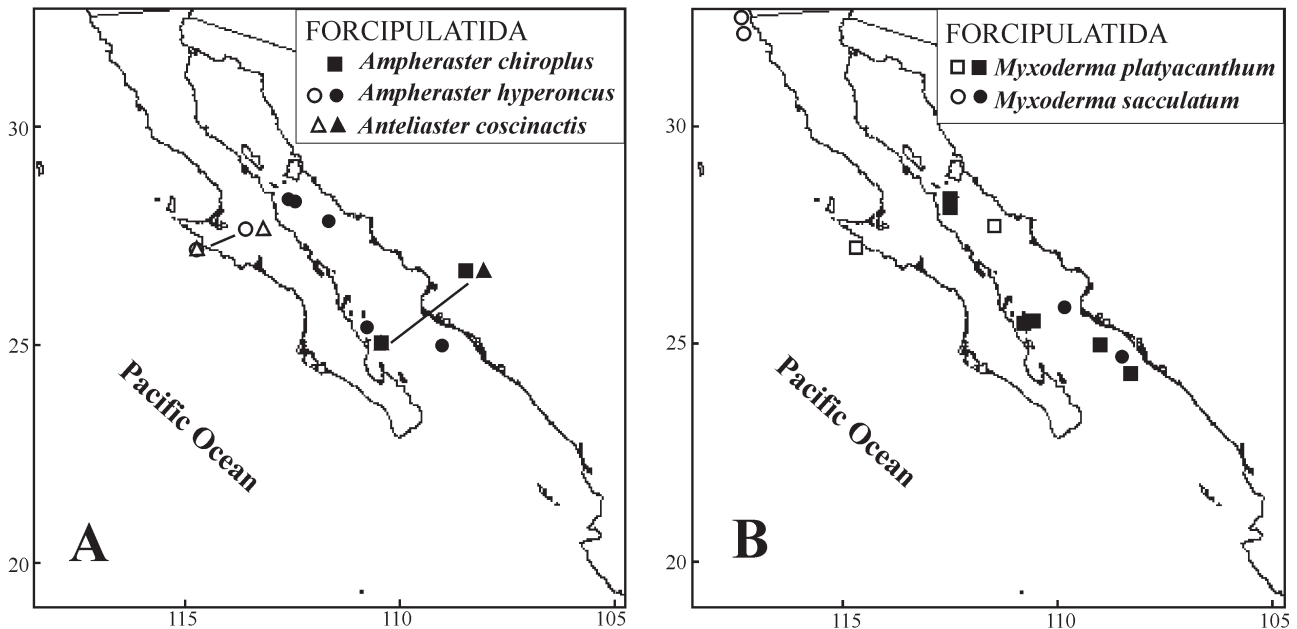 FORCIPULATIDA
Ampheraster chiroplus
Ampheraster hyperoncus
Anteliaster coscinactis
30
25
20
115
110
105
Pacific Ocean
A
FORCIPULATIDA
Myxoderma platyacanthum
Myxoderma sacculatum
30
25
20
115
110
105
Pacific Ocean
B